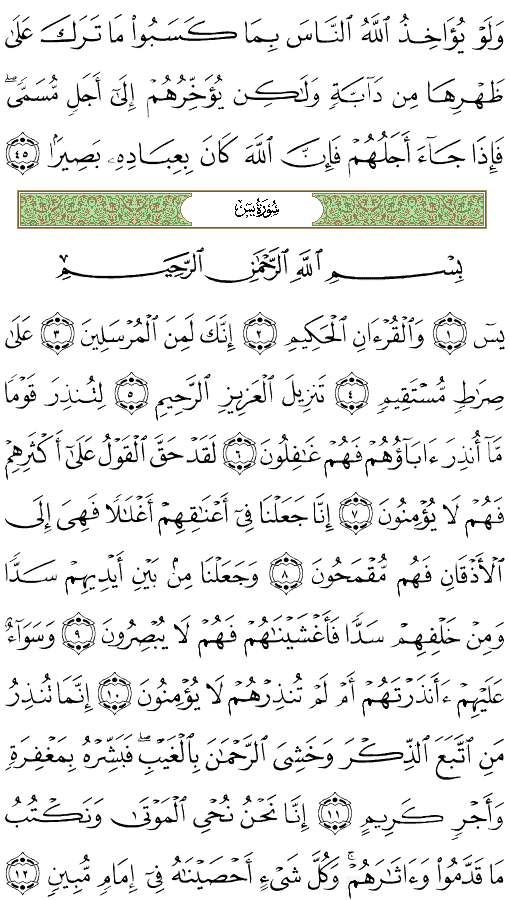 وَلَوْ يُؤَاخِذُ ٱللَّهُ ٱلنَّاسَ بِمَا كَسَبُوا۟ مَا تَرَكَ عَلَىٰ
ظَهْرِهَا مِن دَآبَّةٍ وَلَٰكِن يُؤَخِّرُهُمْ إِلَىٰٓ أَجَلٍ مُّسَمًّى ۖ
فَإِذَا جَآءَ أَجَلُهُمْ فَإِنَّ ٱللَّهَ كَانَ بِعِبَادِهِۦ بَصِيرًۢا ٤٥
سُورَةُ يسٓ
بِسْمِ ٱللَّهِ ٱلرَّحْمَٰنِ ٱلرَّحِيمِ
يسٓ ١ وَٱلْقُرْءَانِ ٱلْحَكِيمِ ٢ إِنَّكَ لَمِنَ ٱلْمُرْسَلِينَ ٣ عَلَىٰ
صِرَٰطٍ مُّسْتَقِيمٍ ٤ تَنزِيلَ ٱلْعَزِيزِ ٱلرَّحِيمِ ٥ لِتُنذِرَ قَوْمًا
مَّآ أُنذِرَ ءَابَآؤُهُمْ فَهُمْ غَٰفِلُونَ ٦ لَقَدْ حَقَّ ٱلْقَوْلُ عَلَىٰٓ أَكْثَرِهِمْ
فَهُمْ لَا يُؤْمِنُونَ ٧ إِنَّا جَعَلْنَا فِىٓ أَعْنَٰقِهِمْ أَغْلَٰلًا فَهِىَ إِلَى
ٱلْأَذْقَانِ فَهُم مُّقْمَحُونَ ٨ وَجَعَلْنَا مِنۢ بَيْنِ أَيْدِيهِمْ سَدًّا
وَمِنْ خَلْفِهِمْ سَدًّا فَأَغْشَيْنَٰهُمْ فَهُمْ لَا يُبْصِرُونَ ٩ وَسَوَآءٌ
عَلَيْهِمْ ءَأَنذَرْتَهُمْ أَمْ لَمْ تُنذِرْهُمْ لَا يُؤْمِنُونَ ١٠ إِنَّمَا تُنذِرُ
مَنِ ٱتَّبَعَ ٱلذِّكْرَ وَخَشِىَ ٱلرَّحْمَٰنَ بِٱلْغَيْبِ ۖ فَبَشِّرْهُ بِمَغْفِرَةٍ
وَأَجْرٍ كَرِيمٍ ١١ إِنَّا نَحْنُ نُحْىِ ٱلْمَوْتَىٰ وَنَكْتُبُ
مَا قَدَّمُوا۟ وَءَاثَٰرَهُمْ ۚ وَكُلَّ شَىْءٍ أَحْصَيْنَٰهُ فِىٓ إِمَامٍ مُّبِينٍ ١٢